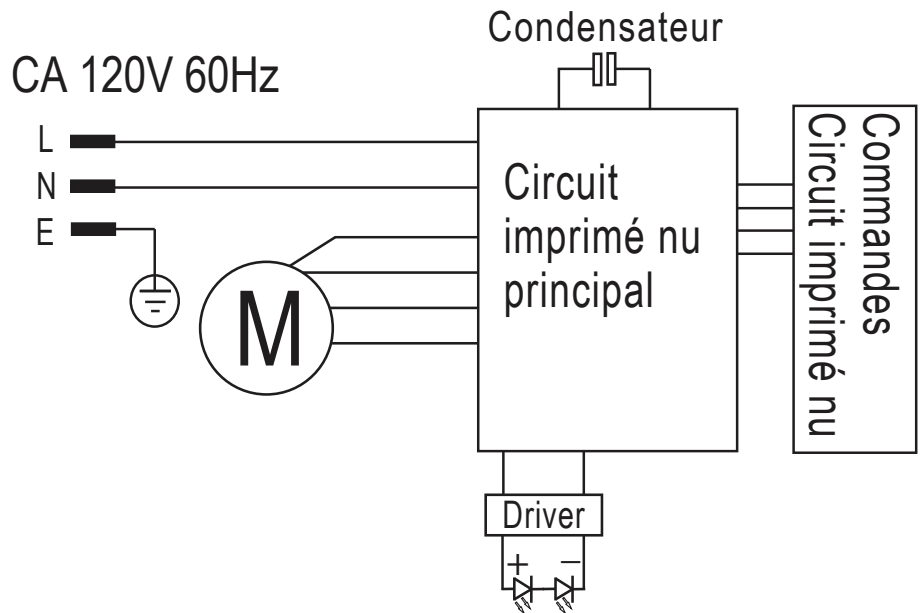 Condensateur
CA 120V 60Hz
L
N
E
M
Circuit
imprimé nu
principal
Commandes
Circuit imprimé nu
Driver
+ −